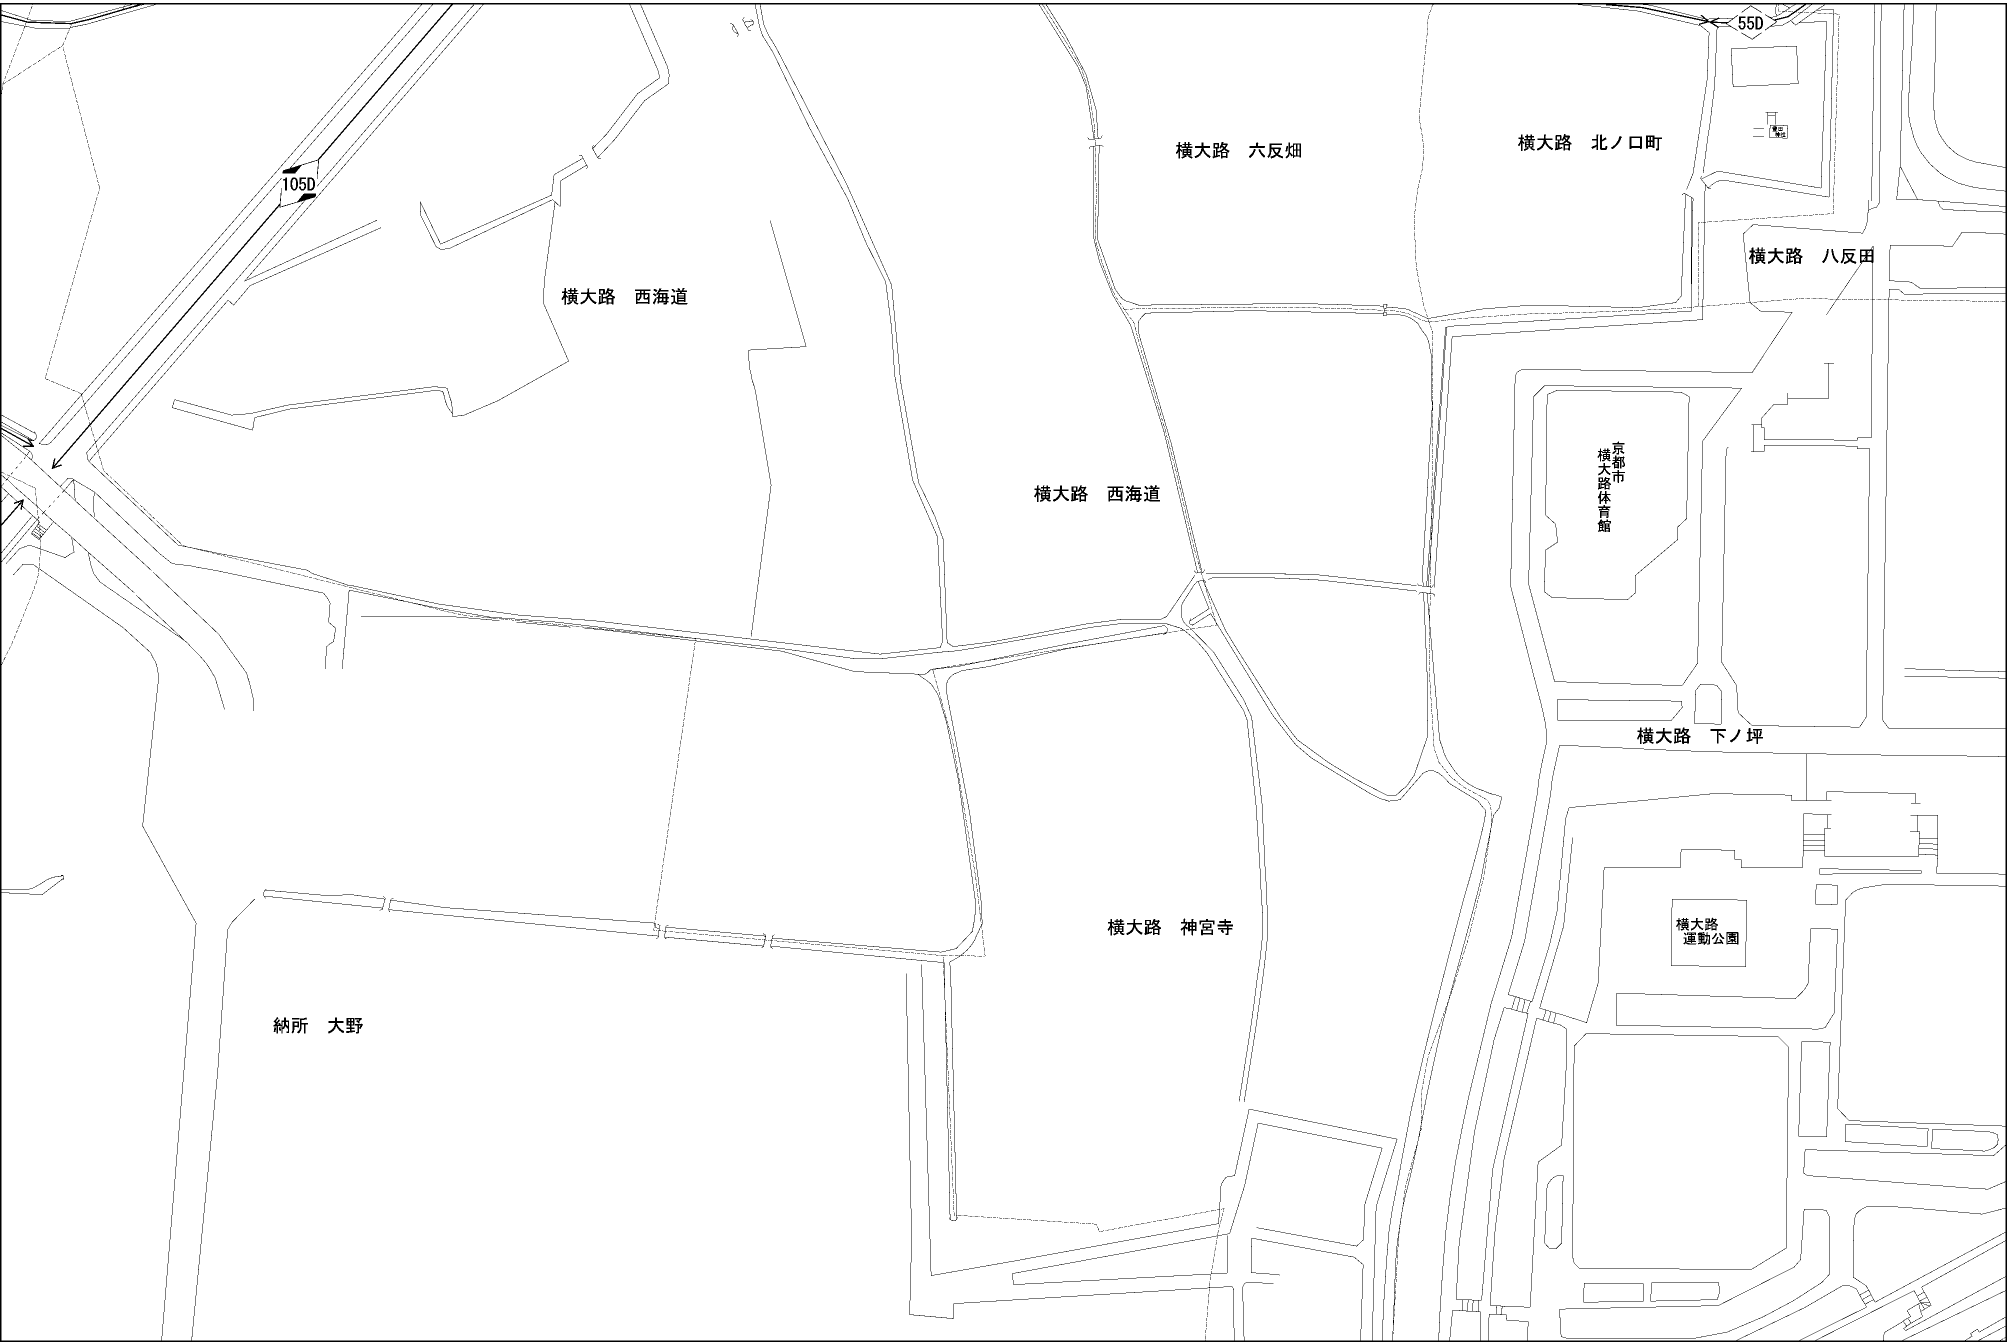 55D
横大路　六反畑
横大路　北ノ口町
105D
横大路　八反田
横大路　西海道
横大路　西海道
京都市
横大路体育館
横大路　下ノ坪
横大路　神宮寺
横大路
運動公園
納所　大野